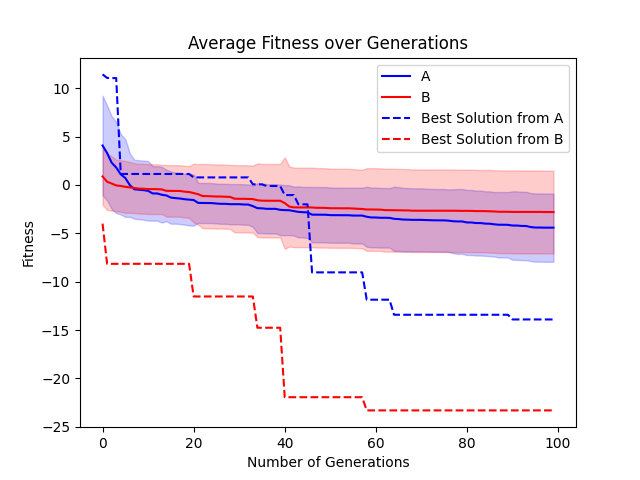 Average Fitness over Generations
A
B
Best Solution from A
Best Solution from B
Fitness
10
5
0
−5
−10
−15
−20
−25
0 20 40 60 80 100
Number of Generations